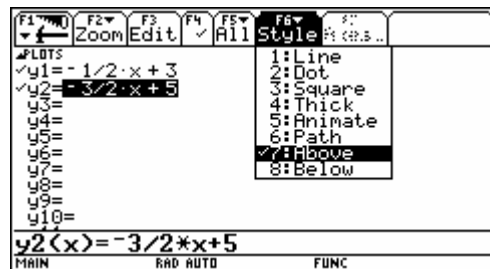 F1 F2 F3 F4 F5 F6
Zoom Edit ✓ All Style
PLOTS
✓y1=-1/2·x+3
✓y2=-3/2·x+5
y3=
y4=
y5=
y6=
y7=
y8=
y9=
y10=
1:Line
2:Dot
3:Square
4:Thick
5:Animate
6:Path
✓7:Above
8:Below
y2(x)=-3/2*x+5
MAIN RAD AUTO FUNC